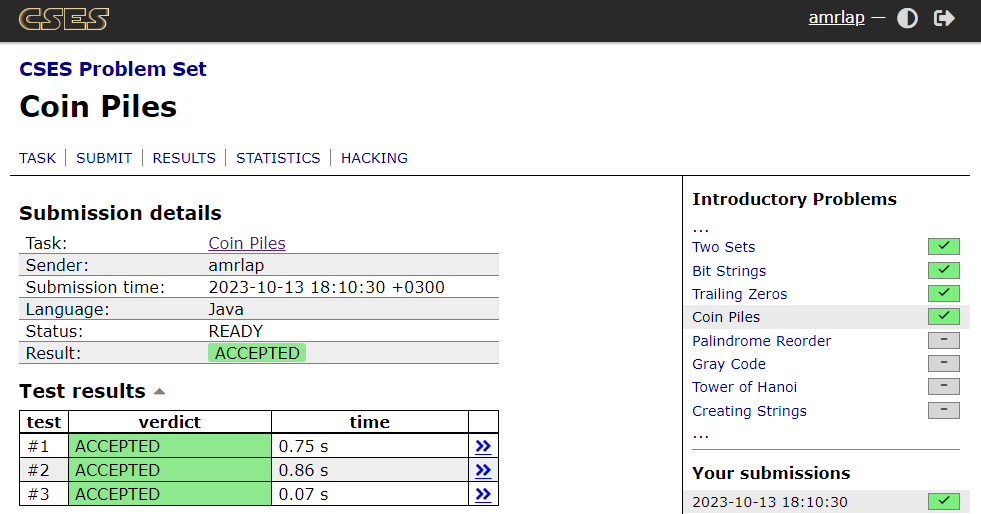 CSES
amrlap —
CSES Problem Set
Coin Piles
TASK | SUBMIT | RESULTS | STATISTICS | HACKING
Submission details
Task: Coin Piles
Sender: amrlap
Submission time: 2023-10-13 18:10:30 +0300
Language: Java
Status: READY
Result: ACCEPTED
Test results
test verdict time
#1 ACCEPTED 0.75 s »
#2 ACCEPTED 0.86 s »
#3 ACCEPTED 0.07 s »
Introductory Problems
...
Two Sets ✓
Bit Strings ✓
Trailing Zeros ✓
Coin Piles ✓
Palindrome Reorder -
Gray Code -
Tower of Hanoi -
Creating Strings -
...
Your submissions
2023-10-13 18:10:30 ✓